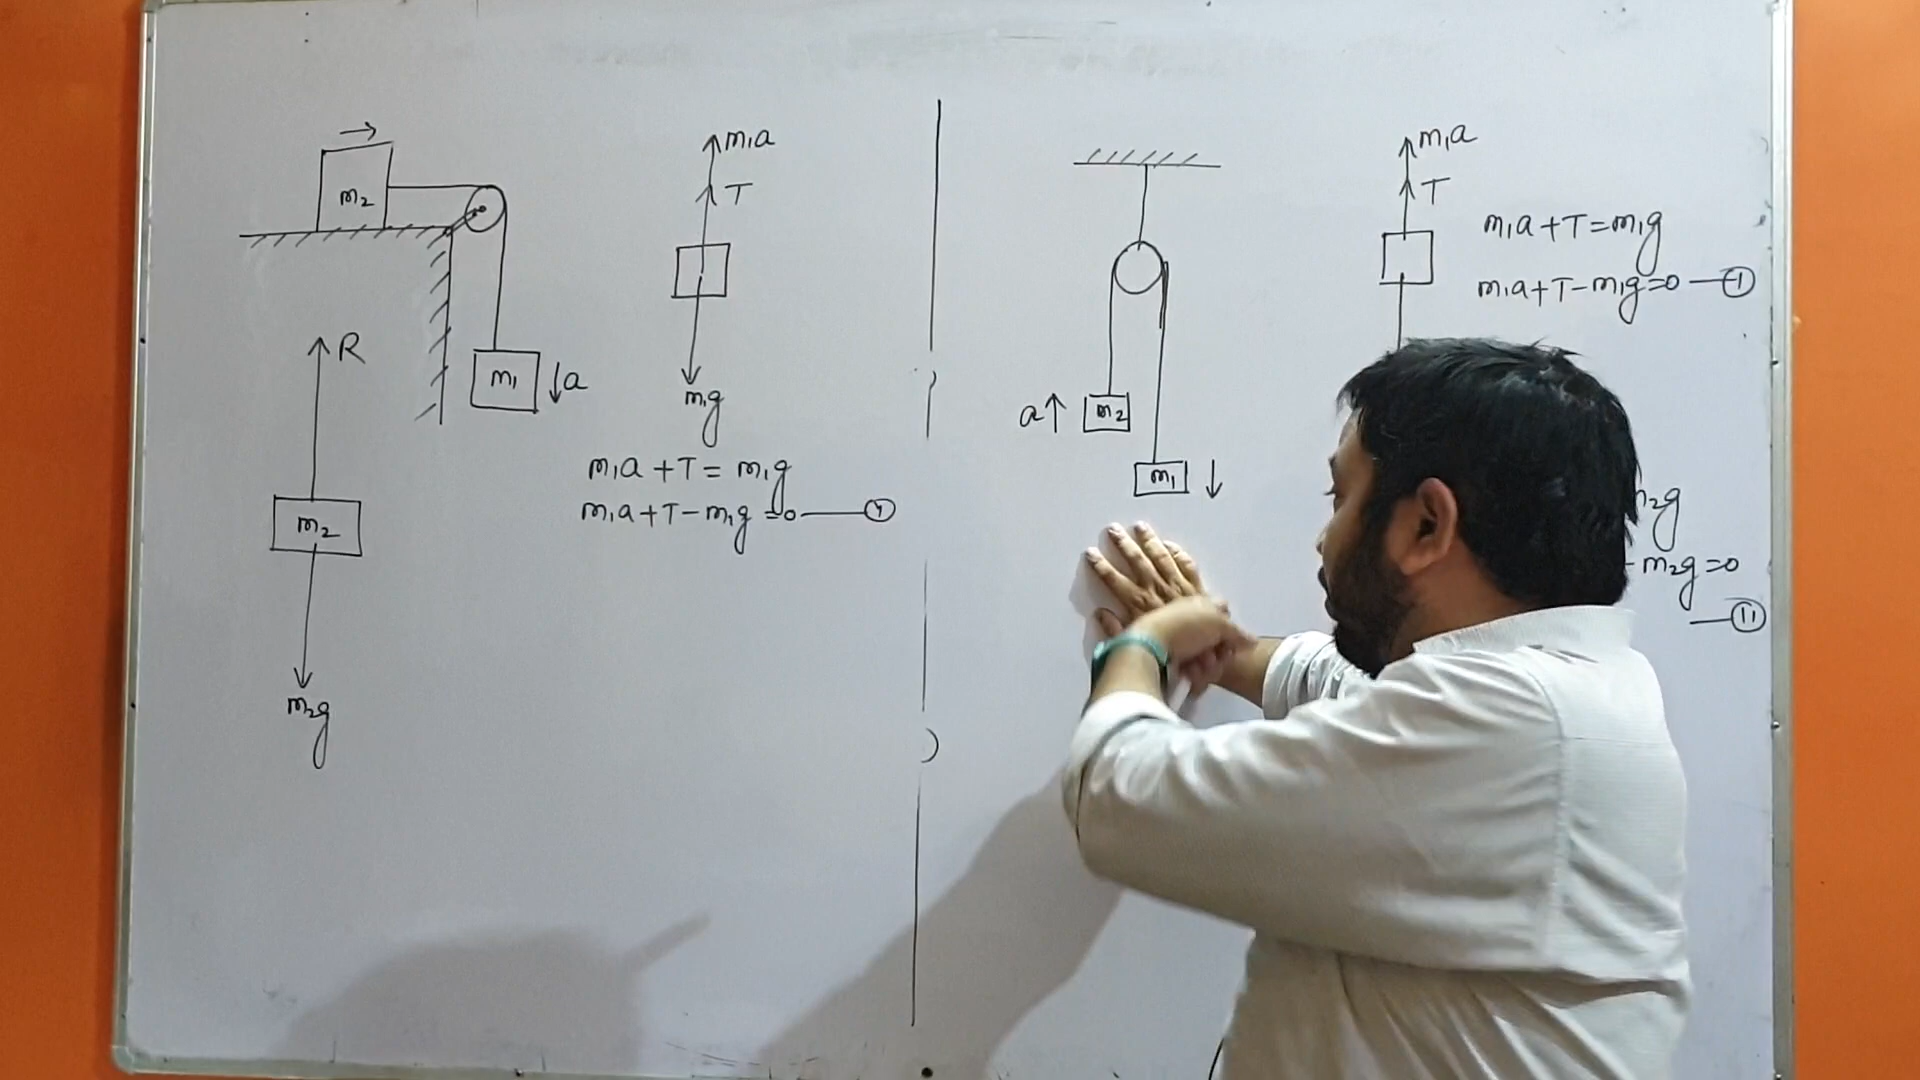 m₂
m₁
a
R
m₂
m₂g
m₁a
T
m₁g
m₁a + T = m₁g
m₁a + T - m₁g = 0
a
m₂
m₁
m₁a
T
m₁a + T = m₁g
m₁a + T - m₁g = 0 — ①
m₂g
- m₂g = 0
— ⑪